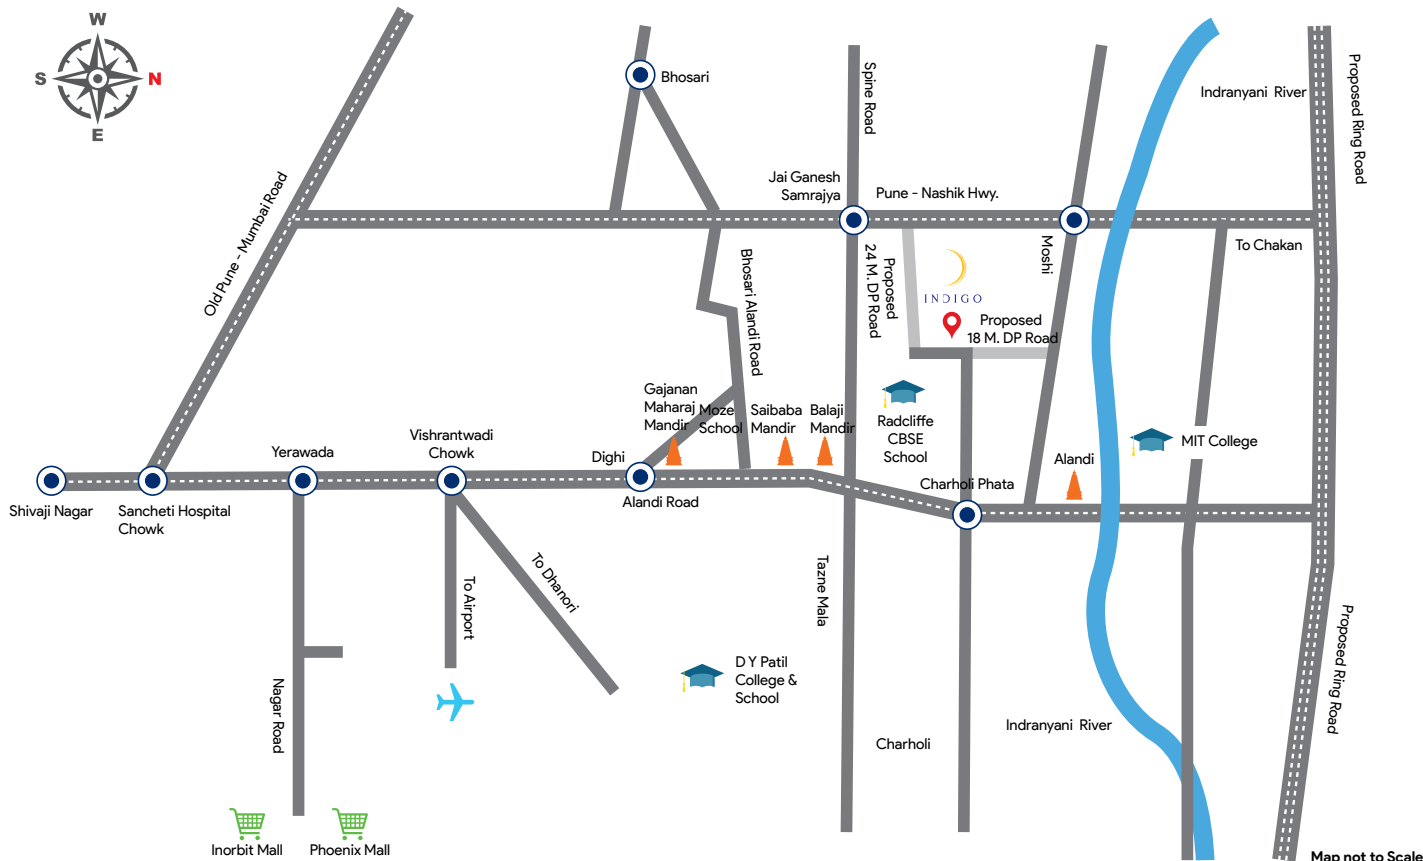 W
S
N
E
Bhosari
Spine Road
Indranyani River
Proposed Ring Road
Old Pune - Mumbai Road
Jai Ganesh
Samrajya
Pune - Nashik Hwy.
To Chakan
Moshi
Bhosari Alandi Road
Proposed
24 M. DP Road
INDIGO
Proposed
18 M. DP Road
Gajanan
Maharaj
Mandir
Moze
School
Saibaba
Mandir
Balaji
Mandir
Radcliffe
CBSE
School
MIT College
Alandi
Yerawada
Vishrantwadi
Chowk
Dighi
Charholi Phata
Shivaji Nagar
Sancheti Hospital
Chowk
Alandi Road
To Airport
To Dhanori
Tazne Mala
Proposed Ring Road
Nagar Road
D Y Patil
College &
School
Charholi
Indranyani River
Inorbit Mall
Phoenix Mall
Map not to Scale